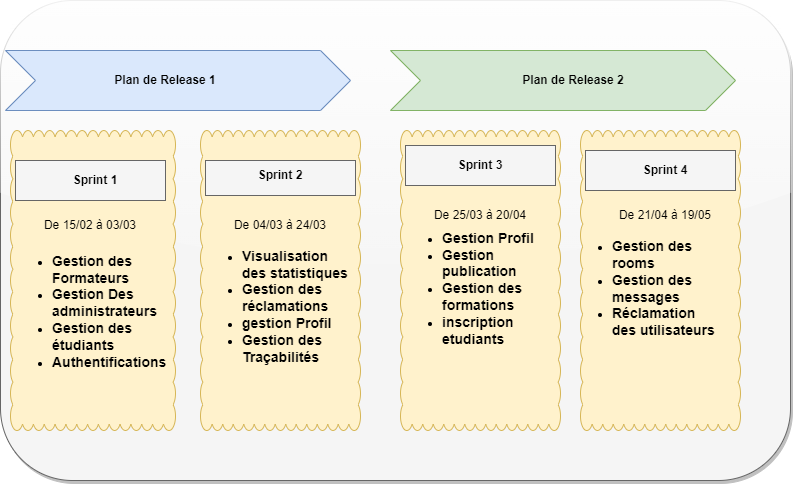 Plan de Release 1
Plan de Release 2
Sprint 1
De 15/02 à 03/03
• Gestion des
Formateurs
• Gestion Des
administrateurs
• Gestion des
étudiants
• Authentifications
Sprint 2
De 04/03 à 24/03
• Visualisation
des statistiques
• Gestion des
réclamations
• gestion Profil
• Gestion des
Traçabilités
Sprint 3
De 25/03 à 20/04
• Gestion Profil
• Gestion
publication
• Gestion des
formations
• inscription
etudiants
Sprint 4
De 21/04 à 19/05
• Gestion des
rooms
• Gestion des
messages
• Réclamation
des utilisateurs